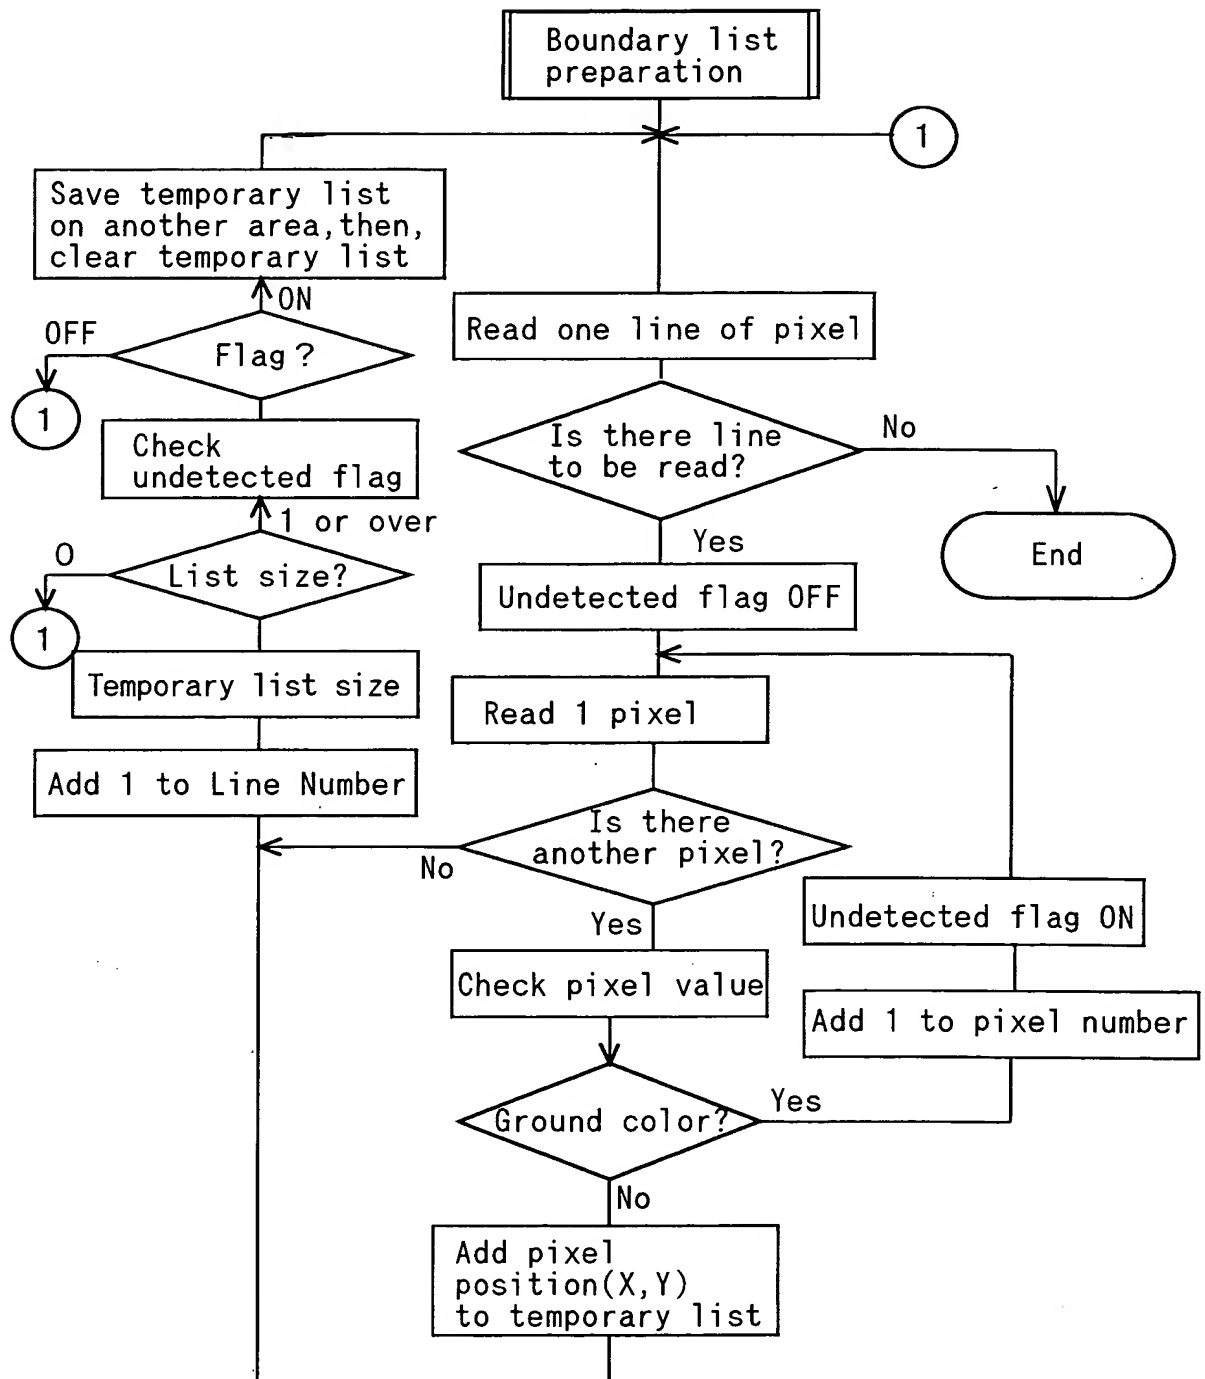 Boundary list
preparation
1
Save temporary list
on another area,then,
clear temporary list
ON
OFF
Flag?
1
Check
undetected flag
1 or over
0
List size?
1
Temporary list size
Add 1 to Line Number
Read one line of pixel
Is there line
to be read?
No
End
Yes
Undetected flag OFF
Read 1 pixel
Is there
another pixel?
No
Yes
Check pixel value
Undetected flag ON
Add 1 to pixel number
Ground color?
Yes
No
Add pixel
position(X,Y)
to temporary list